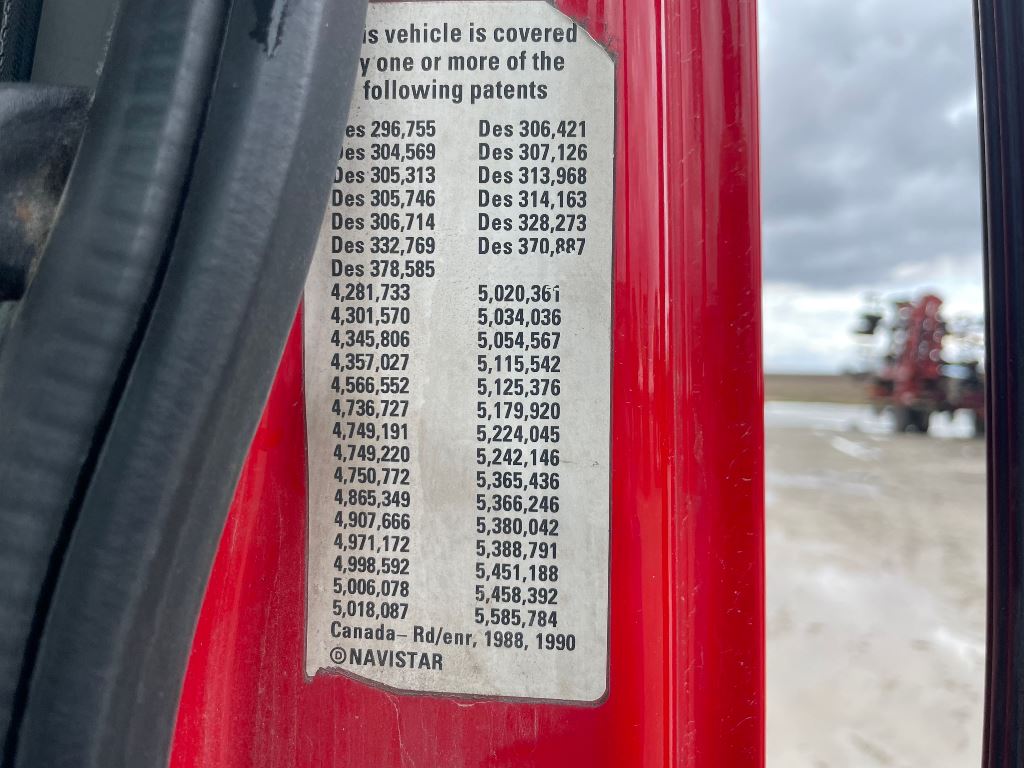 is vehicle is covered
y one or more of the
following patents
Des 296,755 Des 306,421
Des 304,569 Des 307,126
Des 305,313 Des 313,968
Des 305,746 Des 314,163
Des 306,714 Des 328,273
Des 332,769 Des 370,887
Des 378,585
4,281,733 5,020,361
4,301,570 5,034,036
4,345,806 5,054,567
4,357,027 5,115,542
4,566,552 5,125,376
4,736,727 5,179,920
4,749,191 5,224,045
4,749,220 5,242,146
4,750,772 5,365,436
4,865,349 5,366,246
4,907,666 5,380,042
4,971,172 5,388,791
4,998,592 5,451,188
5,006,078 5,458,392
5,018,087 5,585,784
Canada– Rd/enr, 1988, 1990
NAVISTAR